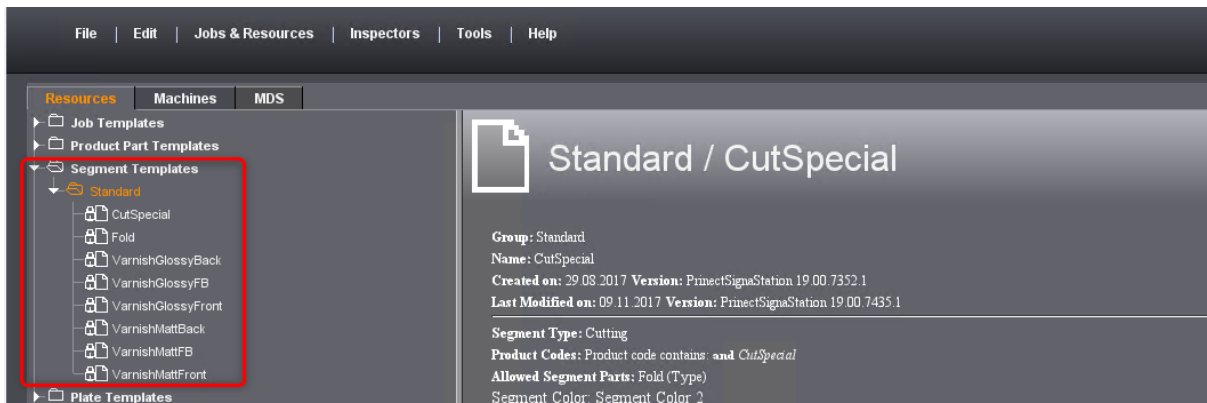 File | Edit | Jobs & Resources | Inspectors | Tools | Help
Resources Machines MDS
Job Templates
Product Part Templates
Segment Templates
Standard
CutSpecial
Fold
VarnishGlossyBack
VarnishGlossyFB
VarnishGlossyFront
VarnishMattBack
VarnishMattFB
VarnishMattFront
Plate Templates
Standard / CutSpecial
Group: Standard
Name: CutSpecial
Created on: 29.08.2017 Version: PrinectSignaStation 19.00.7352.1
Last Modified on: 09.11.2017 Version: PrinectSignaStation 19.00.7435.1
Segment Type: Cutting
Product Codes: Product code contains: and CutSpecial
Allowed Segment Parts: Fold (Type)
Segment Color: Segment Color 2